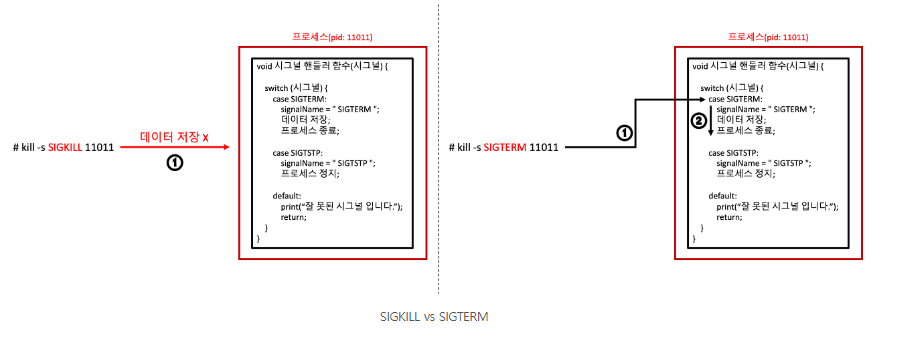 프로세스(pid: 11011)
void 시그널 핸들러 함수(시그널) {
switch (시그널) {
case SIGTERM:
signalName = " SIGTERM ";
데이터 저장;
프로세스 종료;
case SIGTSTP:
signalName = " SIGTSTP ";
프로세스 정지;
default:
print("잘 못된 시그널 입니다.");
return;
}
}
데이터 저장 X
# kill -s SIGKILL 11011
①
프로세스(pid: 11011)
void 시그널 핸들러 함수(시그널) {
switch (시그널) {
case SIGTERM:
signalName = " SIGTERM ";
데이터 저장;
프로세스 종료;
case SIGTSTP:
signalName = " SIGTSTP ";
프로세스 정지;
default:
print("잘 못된 시그널 입니다.");
return;
}
}
# kill -s SIGTERM 11011
①
②
SIGKILL vs SIGTERM